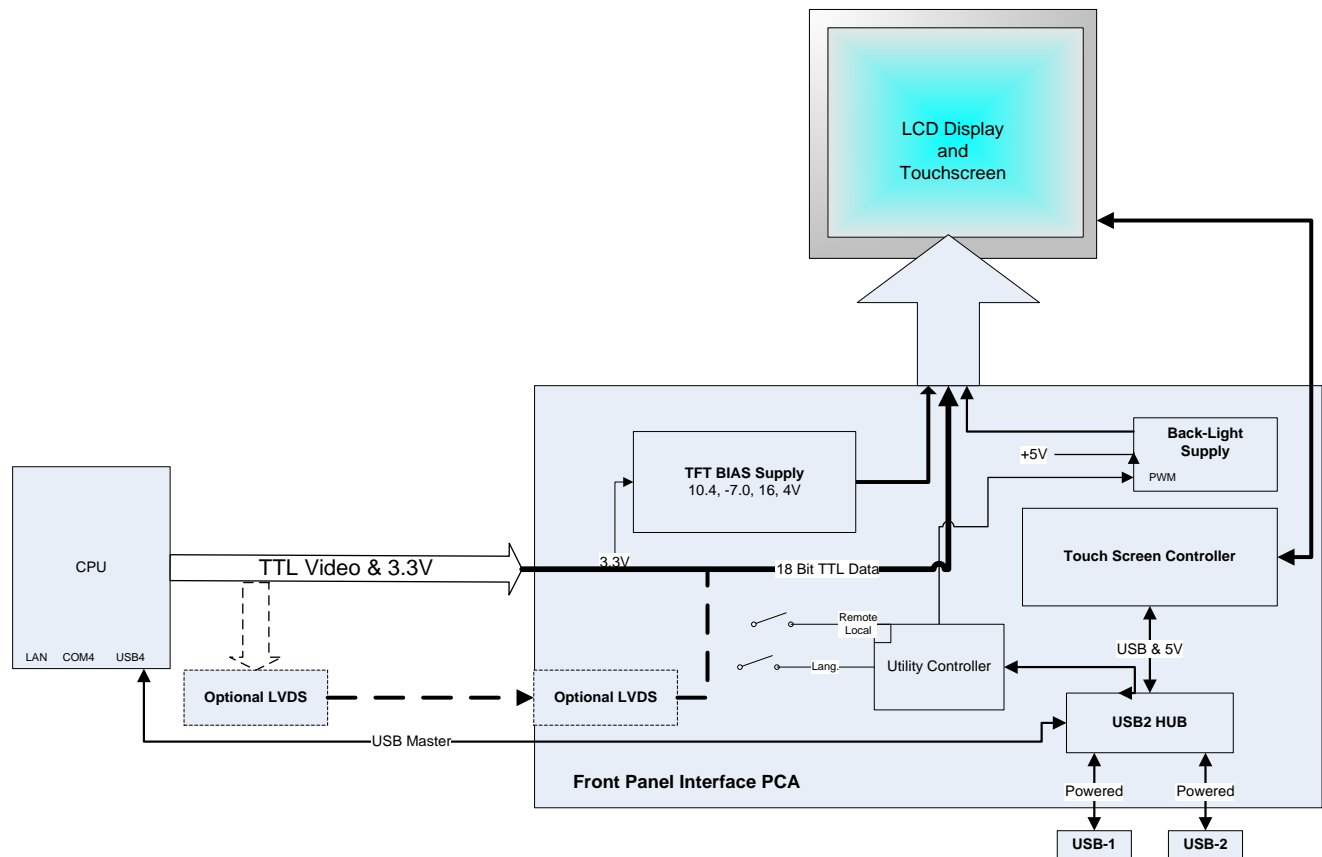 LCD Display
and
Touchscreen
Back-Light
Supply
+5V
PWM
TFT BIAS Supply
10.4, -7.0, 16, 4V
CPU
TTL Video & 3.3V
3.3V
18 Bit TTL Data
Touch Screen Controller
Remote
Local
USB & 5V
LAN COM4 USB4
Lang.
Utility Controller
Optional LVDS
Optional LVDS
USB2 HUB
USB Master
Front Panel Interface PCA
Powered
Powered
USB-1
USB-2